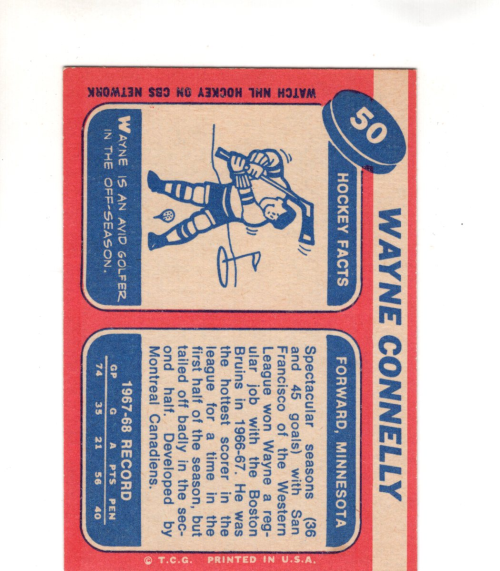 50
WAYNE CONNELLY
HOCKEY FACTS
WAYNE IS AN AVID GOLFER
IN THE OFF-SEASON.
WATCH NHL HOCKEY ON CBS NETWORK
FORWARD, MINNESOTA
Spectacular seasons (36
and 45 goals) with San
Francisco of the Western
League won Wayne a reg-
ular job with the Boston
Bruins in 1966-67. He was
the hottest scorer in the
league for a time in the
first half of the season, but
tailed off badly in the sec-
ond half. Developed by
Montreal Canadiens.
1967-68 RECORD
GP G A PTS PEN
74 35 21 56 40
© T.C.G. PRINTED IN U.S.A.